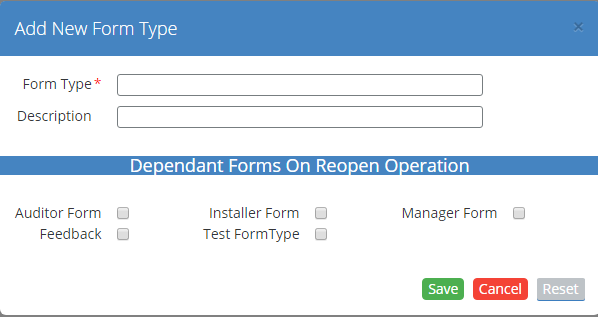 Add New Form Type ×
Form Type*
Description
Dependant Forms On Reopen Operation
Auditor Form Installer Form Manager Form
Feedback Test FormType
Save Cancel Reset